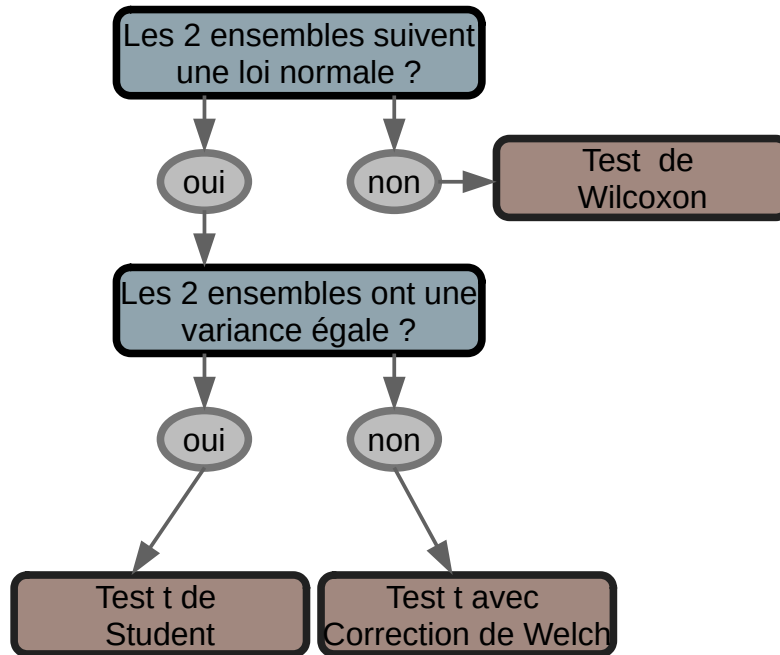 Les 2 ensembles suivent
une loi normale ?
oui
non
Test de
Wilcoxon
Les 2 ensembles ont une
variance égale ?
oui
non
Test t de
Student
Test t avec
Correction de Welch